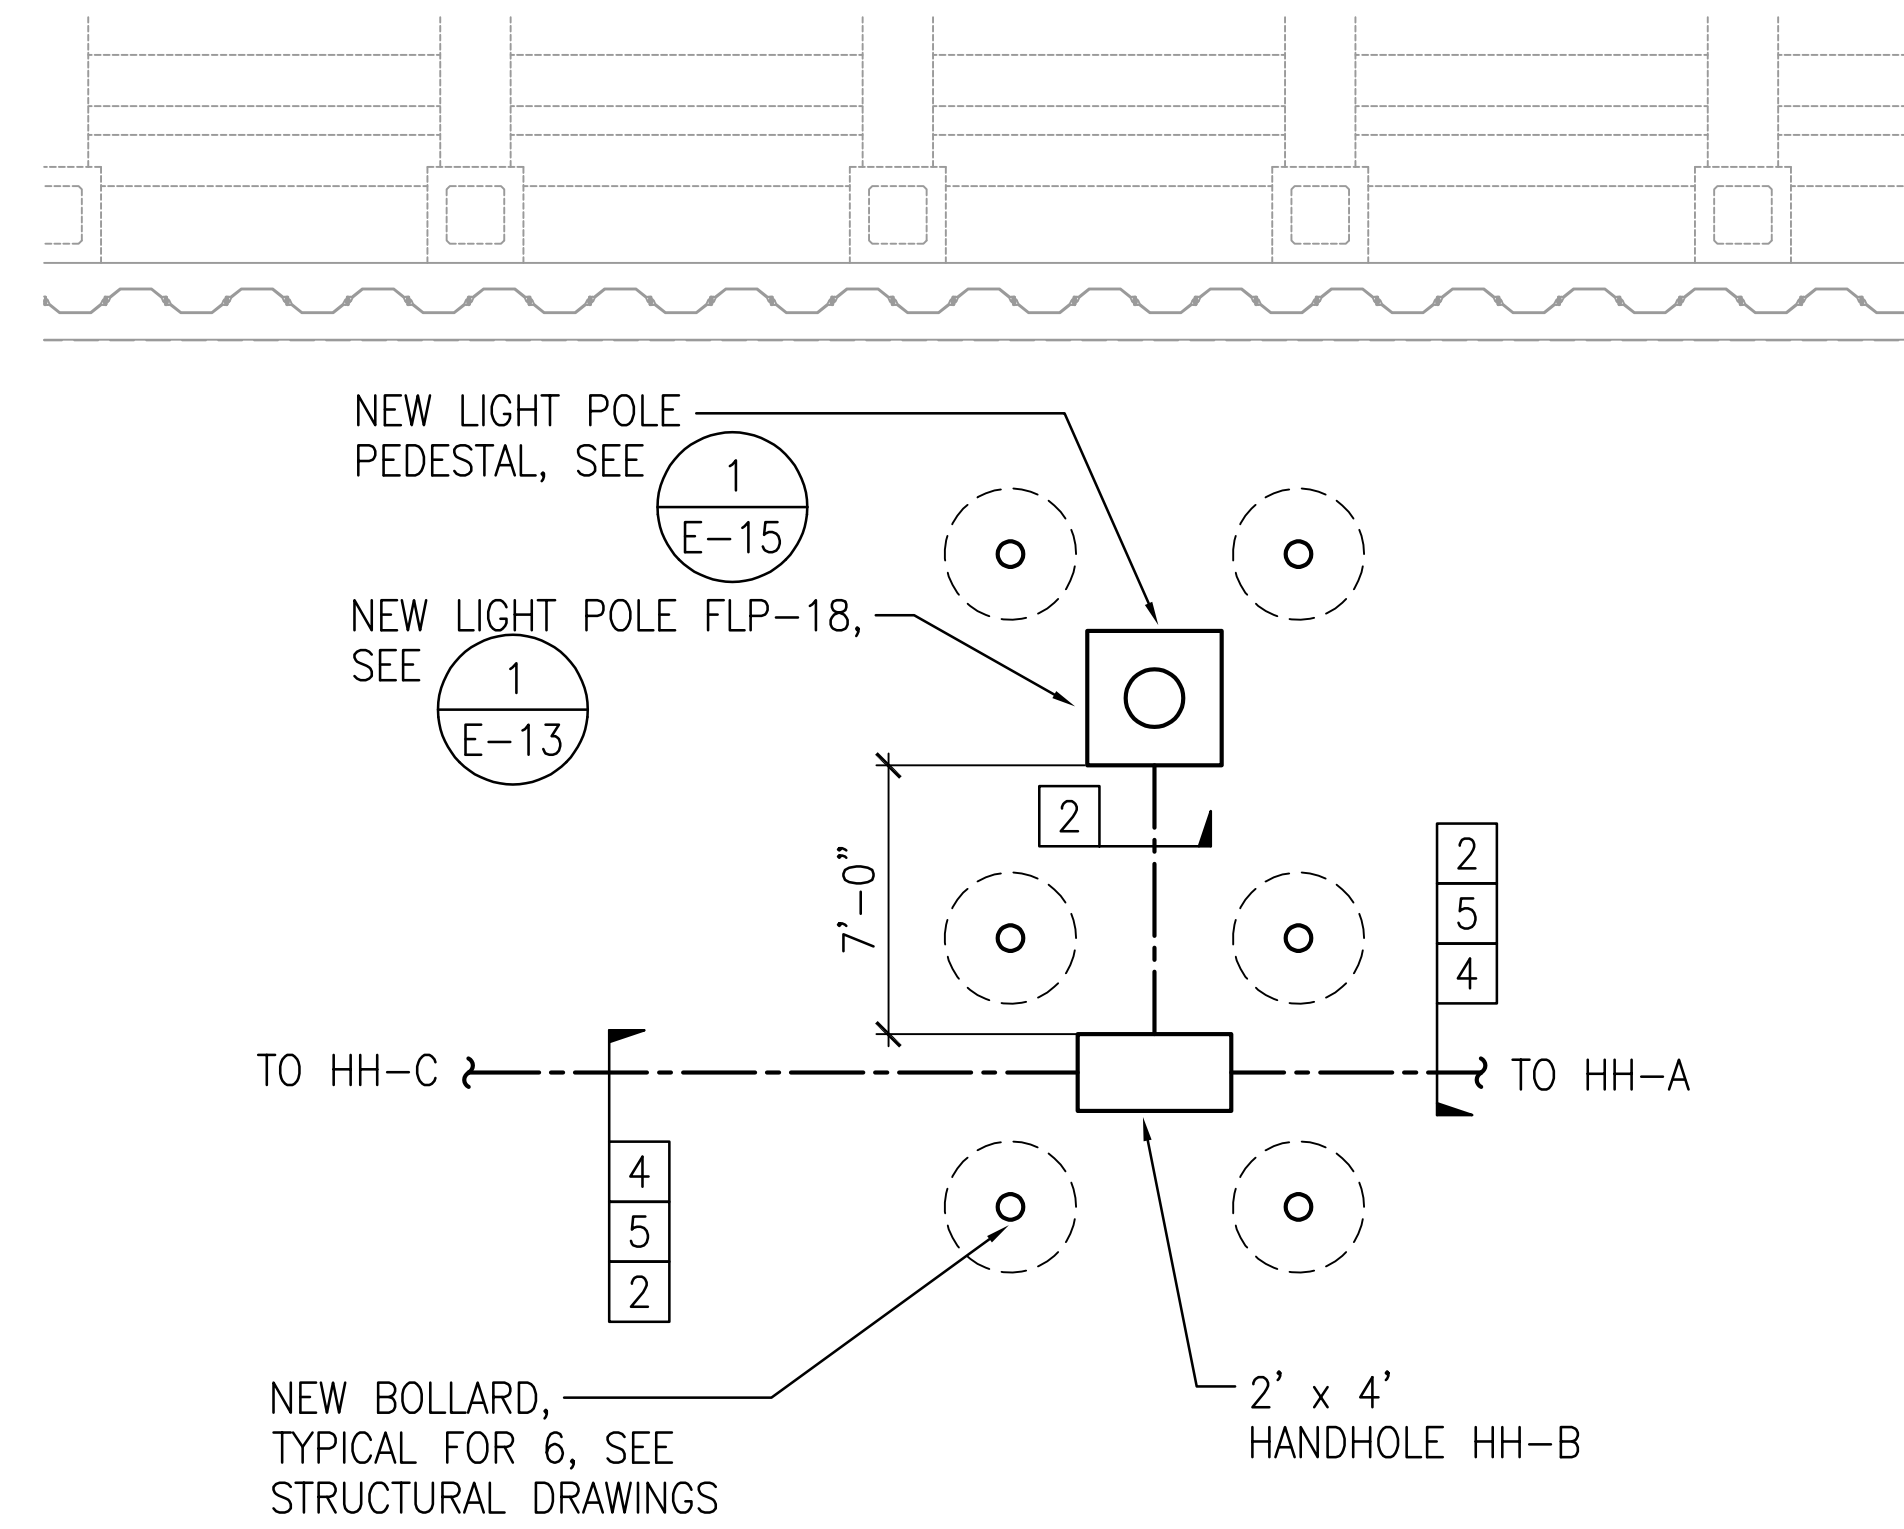 NEW LIGHT POLE
PEDESTAL, SEE
1
E-15
NEW LIGHT POLE FLP-18,
SEE
1
E-13
2
7'-0"
2
5
4
TO HH-C
TO HH-A
4
5
2
NEW BOLLARD,
TYPICAL FOR 6, SEE
STRUCTURAL DRAWINGS
2' x 4'
HANDHOLE HH-B